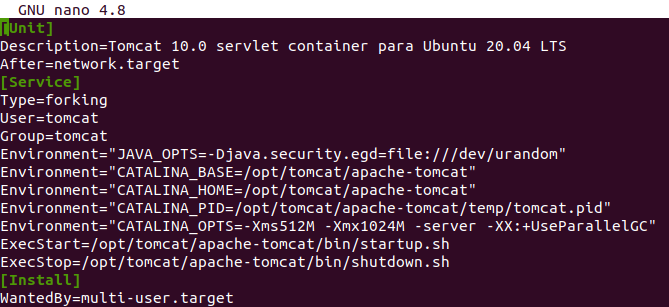 GNU nano 4.8
[Unit]
Description=Tomcat 10.0 servlet container para Ubuntu 20.04 LTS
After=network.target
[Service]
Type=forking
User=tomcat
Group=tomcat
Environment="JAVA_OPTS=-Djava.security.egd=file:///dev/urandom"
Environment="CATALINA_BASE=/opt/tomcat/apache-tomcat"
Environment="CATALINA_HOME=/opt/tomcat/apache-tomcat"
Environment="CATALINA_PID=/opt/tomcat/apache-tomcat/temp/tomcat.pid"
Environment="CATALINA_OPTS=-Xms512M -Xmx1024M -server -XX:+UseParallelGC"
ExecStart=/opt/tomcat/apache-tomcat/bin/startup.sh
ExecStop=/opt/tomcat/apache-tomcat/bin/shutdown.sh
[Install]
WantedBy=multi-user.target